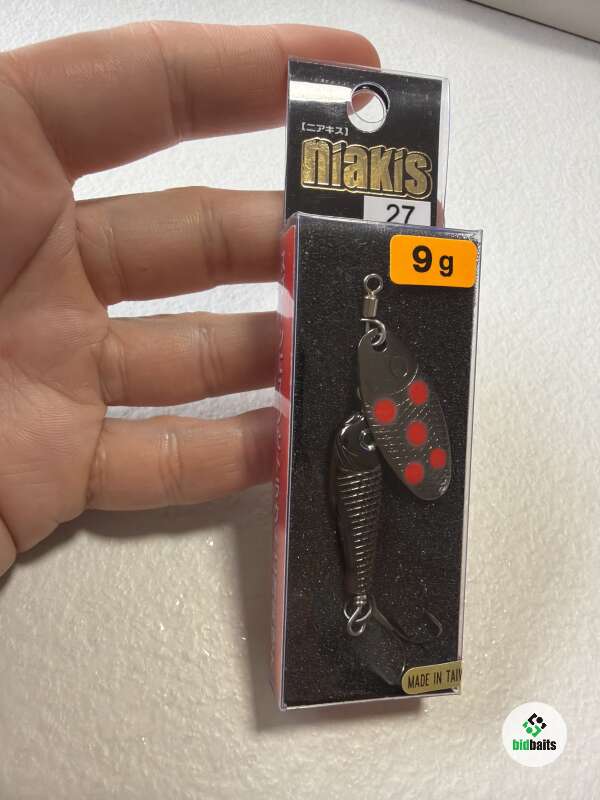 【ニアキス】
niakis
27
9g
MADE IN TAIW
bidbaits